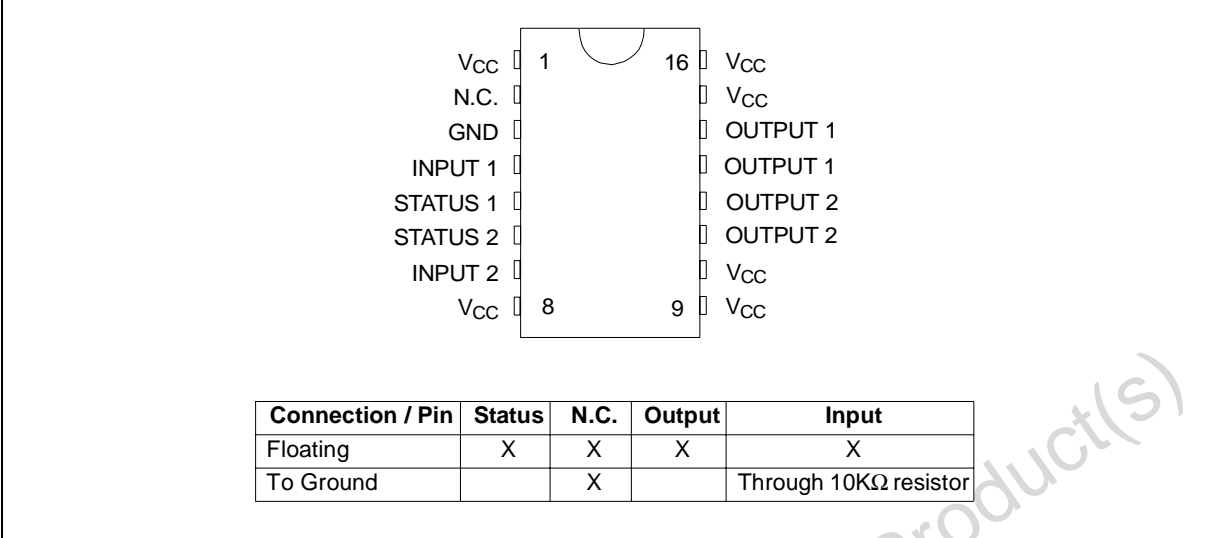 VCC 1 16 VCC
N.C. VCC
GND OUTPUT 1
INPUT 1 OUTPUT 1
STATUS 1 OUTPUT 2
STATUS 2 OUTPUT 2
INPUT 2 VCC
VCC 8 9 VCC
Connection / Pin Status N.C. Output Input
Floating X X X X
To Ground X Through 10KΩ resistor